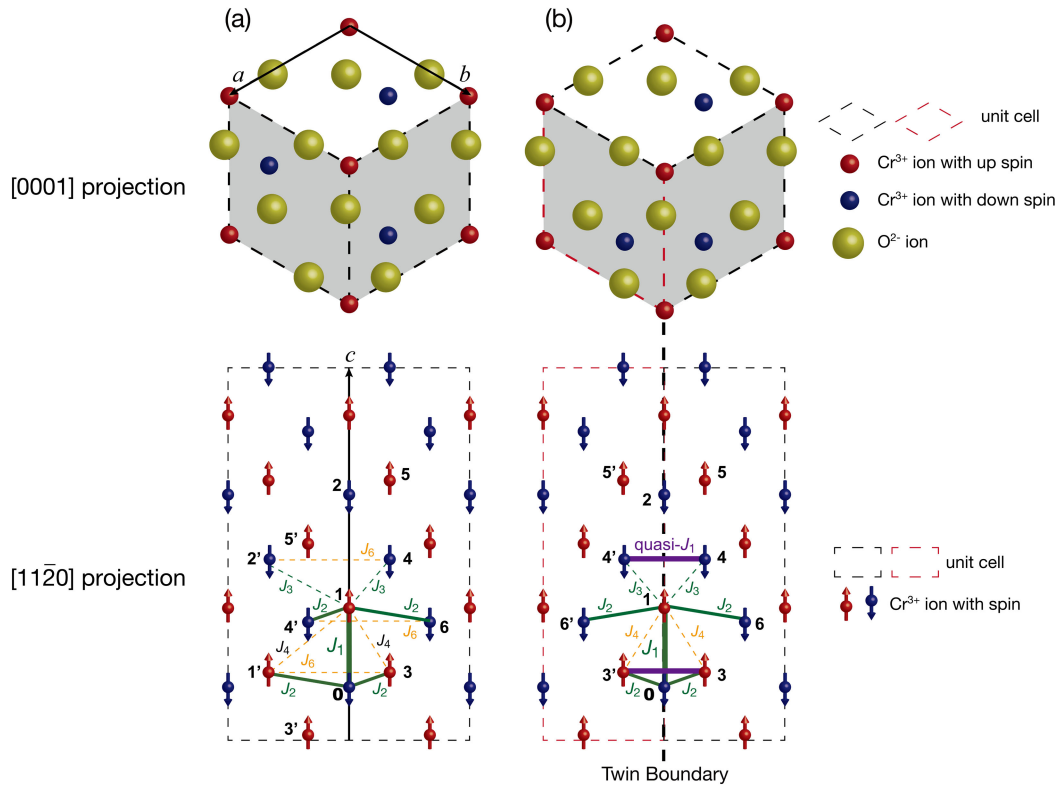 (a)
(b)
a
b
[0001] projection
unit cell
Cr³⁺ ion with up spin
Cr³⁺ ion with down spin
O²⁻ ion
c
5
2
5'
J₆
2'
4
J₃
J₃
1
J₂
J₂
4'
6
J₄
J₆
J₄
J₁
J₆
1'
3
J₂
J₂
0
3'
5'
5
2
quasi-J₁
4'
4
J₃
J₃
1
J₂
J₂
6'
6
J₄
J₄
J₁
3'
3
J₂
J₂
0
Twin Boundary
[112̅0] projection
unit cell
Cr³⁺ ion with spin